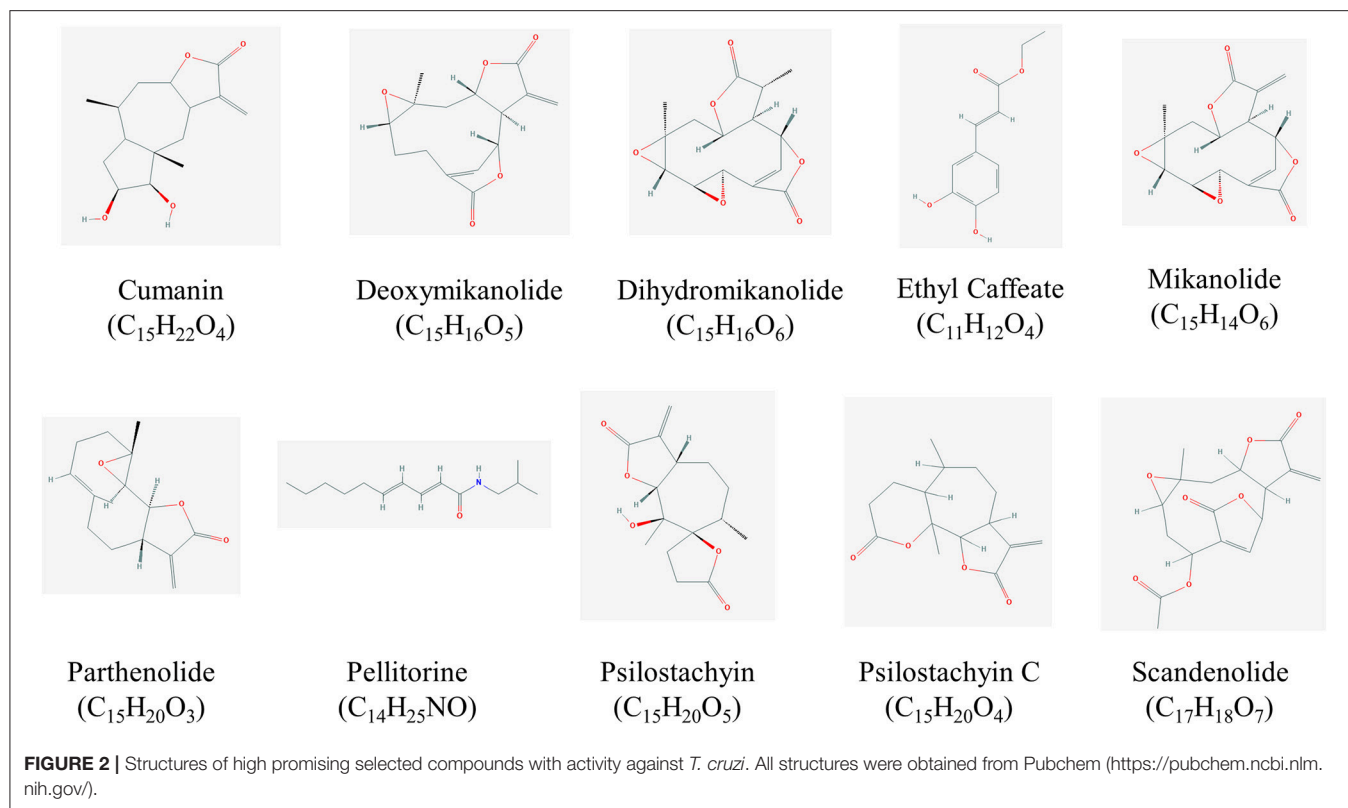 Cumanin
(C₁₅H₂₂O₄)
Deoxymikanolide
(C₁₅H₁₆O₅)
Dihydromikanolide
(C₁₅H₁₆O₆)
Ethyl Caffeate
(C₁₁H₁₂O₄)
Mikanolide
(C₁₅H₁₄O₆)
Parthenolide
(C₁₅H₂₀O₃)
Pellitorine
(C₁₄H₂₅NO)
Psilostachyin
(C₁₅H₂₀O₅)
Psilostachyin C
(C₁₅H₂₀O₄)
Scandenolide
(C₁₇H₁₈O₇)
FIGURE 2 | Structures of high promising selected compounds with activity against T. cruzi. All structures were obtained from Pubchem (https://pubchem.ncbi.nlm.
nih.gov/).